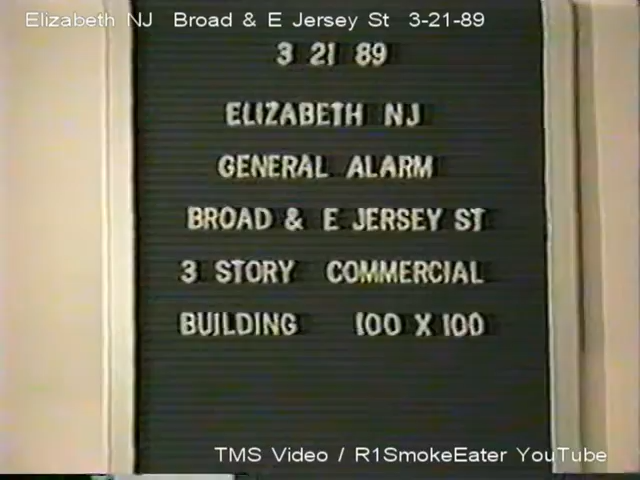 Elizabeth NJ Broad & E Jersey St 3-21-89
3 21 89
ELIZABETH NJ
GENERAL ALARM
BROAD & E JERSEY ST
3 STORY COMMERCIAL
BUILDING 100 X 100
TMS Video / R1SmokeEater YouTube